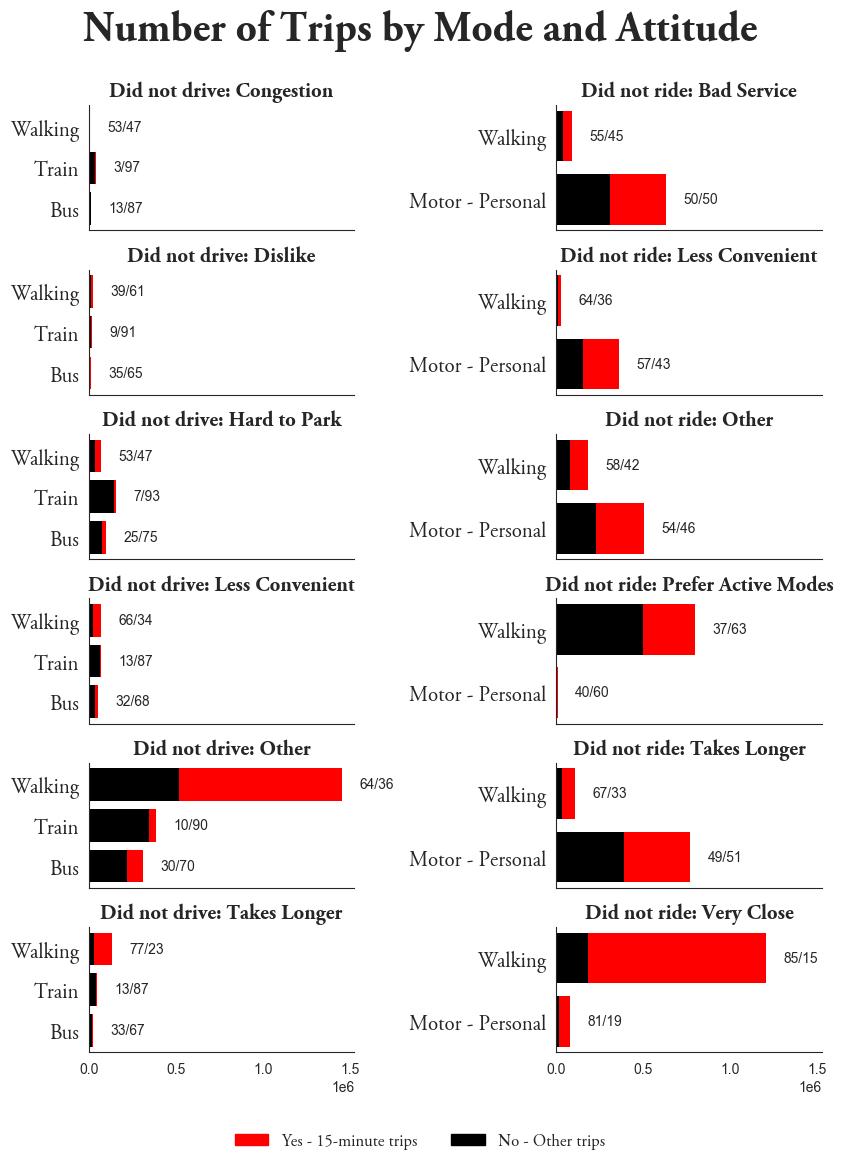 Number of Trips by Mode and Attitude
Did not drive: Congestion
Walking 53/47
Train 3/97
Bus 13/87
Did not drive: Dislike
Walking 39/61
Train 9/91
Bus 35/65
Did not drive: Hard to Park
Walking 53/47
Train 7/93
Bus 25/75
Did not drive: Less Convenient
Walking 66/34
Train 13/87
Bus 32/68
Did not drive: Other
Walking 64/36
Train 10/90
Bus 30/70
Did not drive: Takes Longer
Walking 77/23
Train 13/87
Bus 33/67
0.0 0.5 1.0 1.5
1e6
Did not ride: Bad Service
Walking 55/45
Motor - Personal 50/50
Did not ride: Less Convenient
Walking 64/36
Motor - Personal 57/43
Did not ride: Other
Walking 58/42
Motor - Personal 54/46
Did not ride: Prefer Active Modes
Walking 37/63
Motor - Personal 40/60
Did not ride: Takes Longer
Walking 67/33
Motor - Personal 49/51
Did not ride: Very Close
Walking 85/15
Motor - Personal 81/19
0.0 0.5 1.0 1.5
1e6
Yes - 15-minute trips No - Other trips